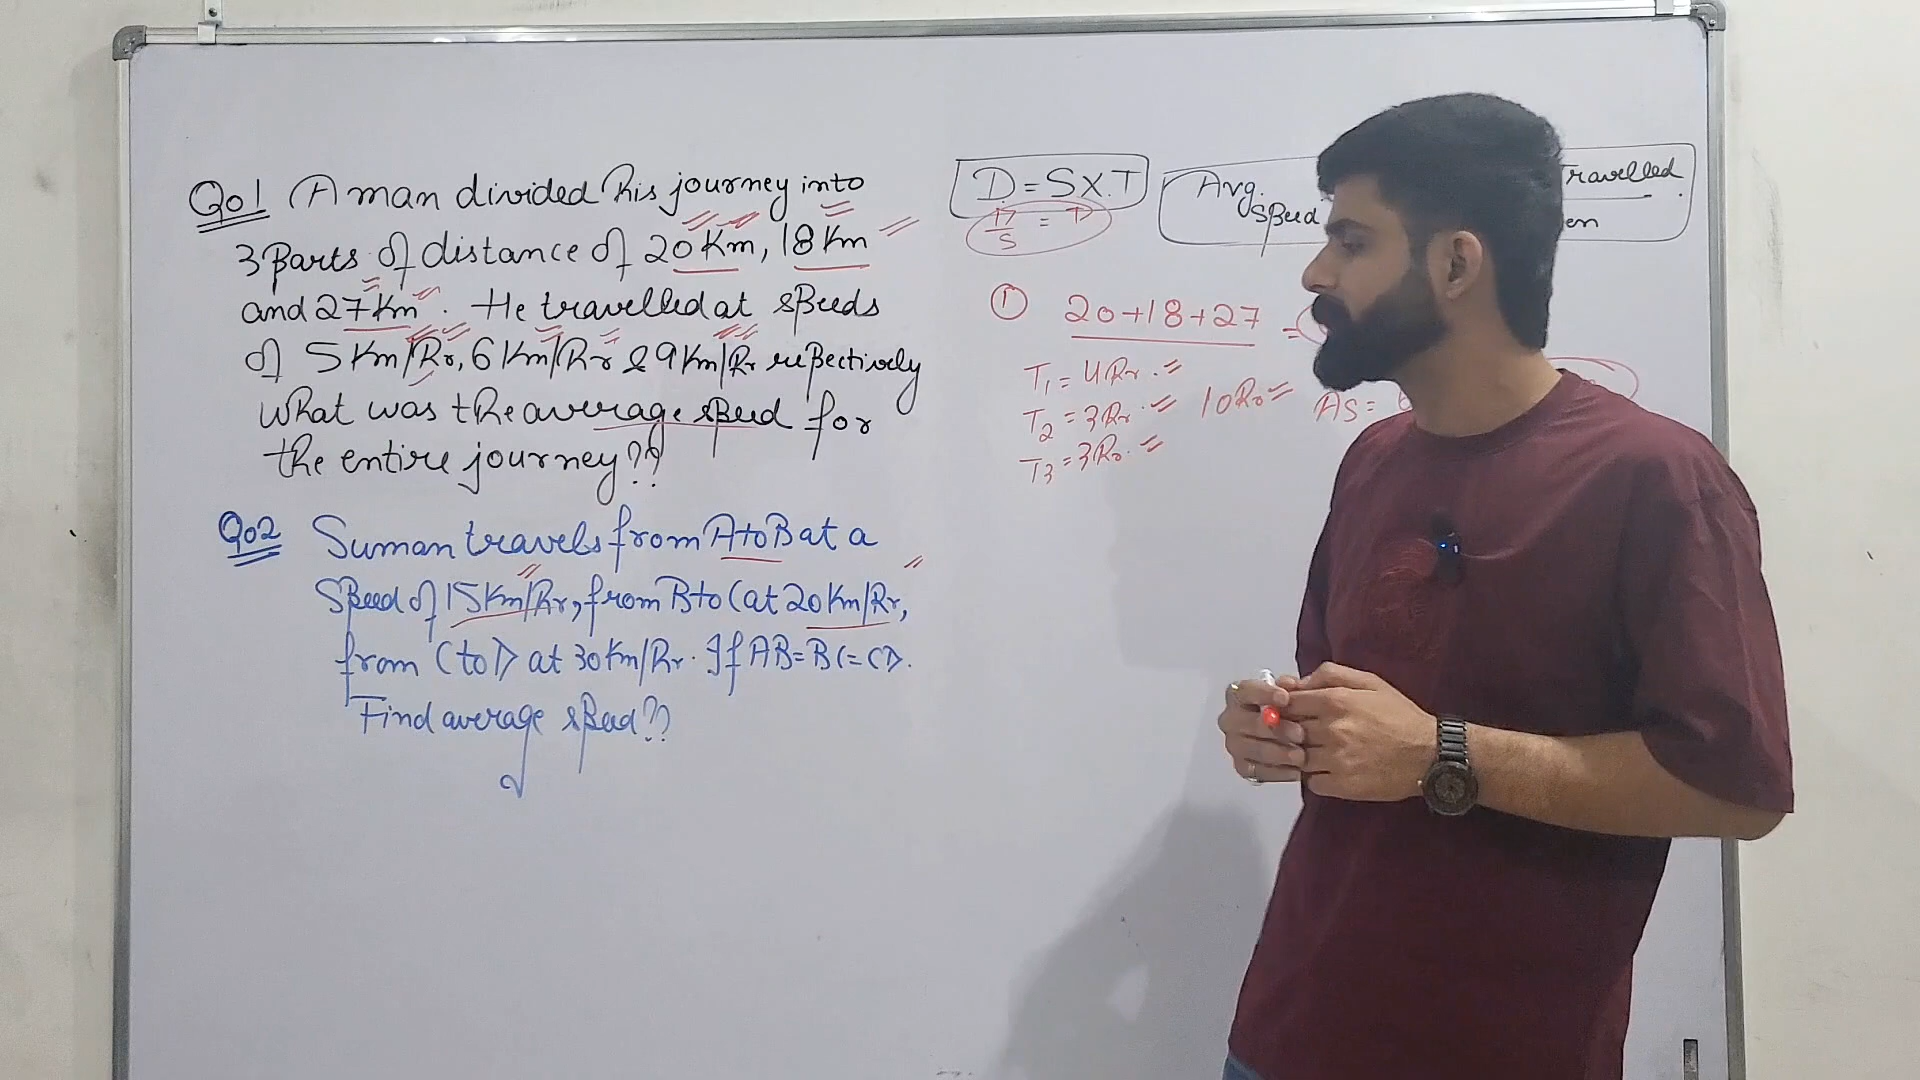 Qo1 A man divided his journey into
3 Parts of distance of 20 Km, 18 Km
and 27 Km. He travelled at speeds
of 5 Km/hr, 6 Km/hr & 9 Km/hr respectively
What was the average speed for
the entire journey??
Qo2 Suman travels from A to B at a
Speed of 15 Km/hr, from B to C at 20 Km/hr,
from C to D at 30 Km/hr. If AB = BC = CD.
Find average speed??
D = S × T
D/S = T
Avg. Travelled
Speed
① 20+18+27 =
T1 = 4 hr.
T2 = 3 hr. 10 hr AS =
T3 = 3 hr.